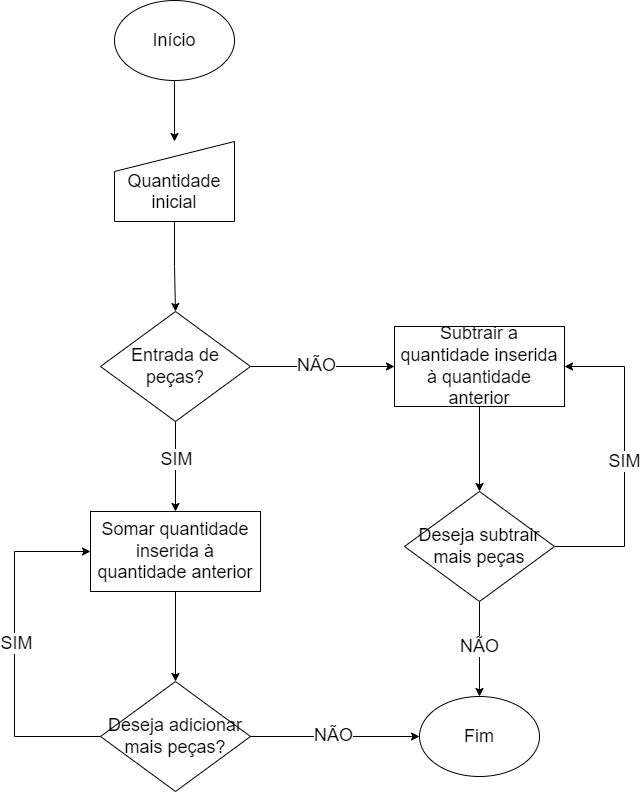 Início
Quantidade
inicial
Entrada de
peças?
NÃO
Subtrair a
quantidade inserida
à quantidade
anterior
SIM
SIM
Somar quantidade
inserida à
quantidade anterior
Deseja subtrair
mais peças
SIM
NÃO
Deseja adicionar
mais peças?
NÃO
Fim